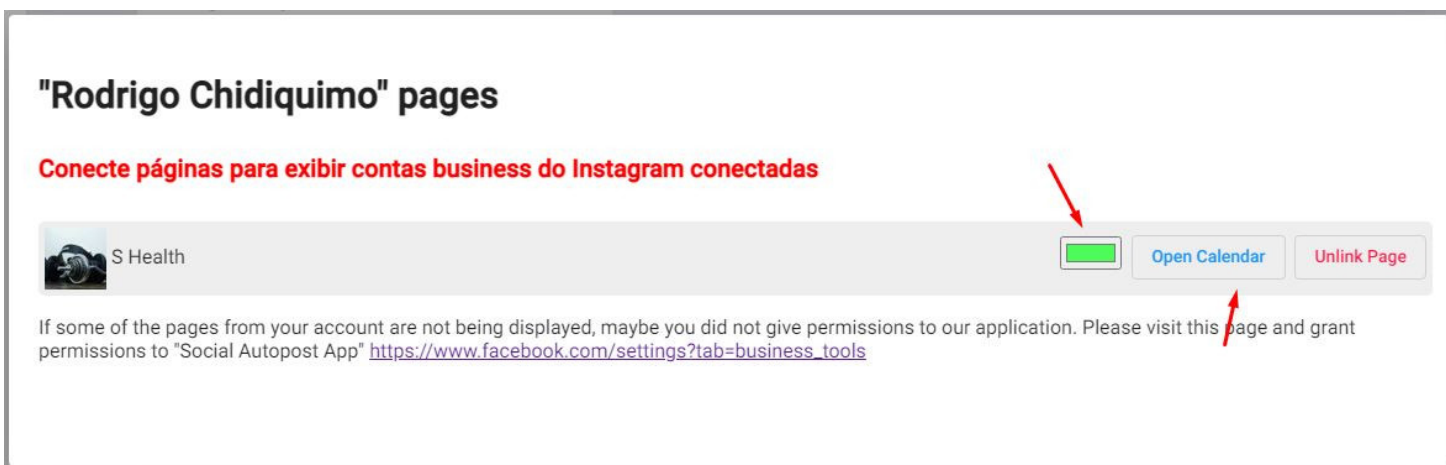 "Rodrigo Chidiquimo" pages
Conecte páginas para exibir contas business do Instagram conectadas
S Health
Open Calendar
Unlink Page
If some of the pages from your account are not being displayed, maybe you did not give permissions to our application. Please visit this page and grant
permissions to "Social Autopost App" https://www.facebook.com/settings?tab=business_tools